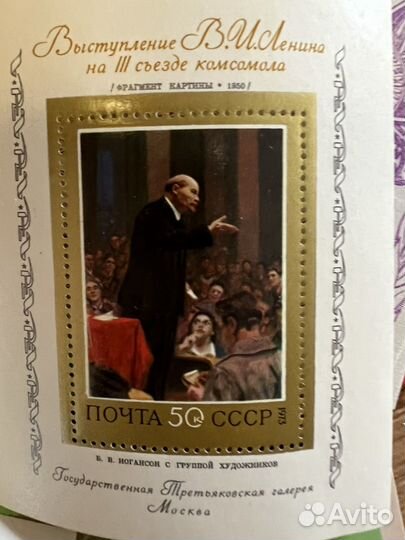 Выступление В.И.Ленина
на III съезде комсомола
/ФРАГМЕНТ КАРТИНЫ * 1950/
ПОЧТА 50к СССР
1973
Б. В. ИОГАНСОН С ГРУППОЙ ХУДОЖНИКОВ
Государственная Третьяковская галерея
Москва
Avito